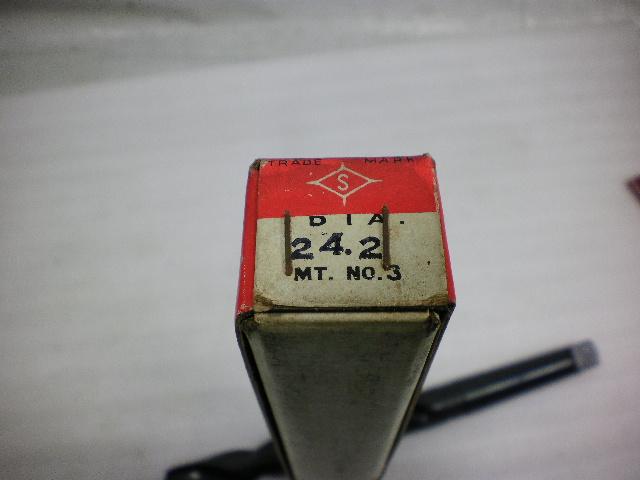 TRADE MARK
S
DIA.
24.2
MT. NO.3